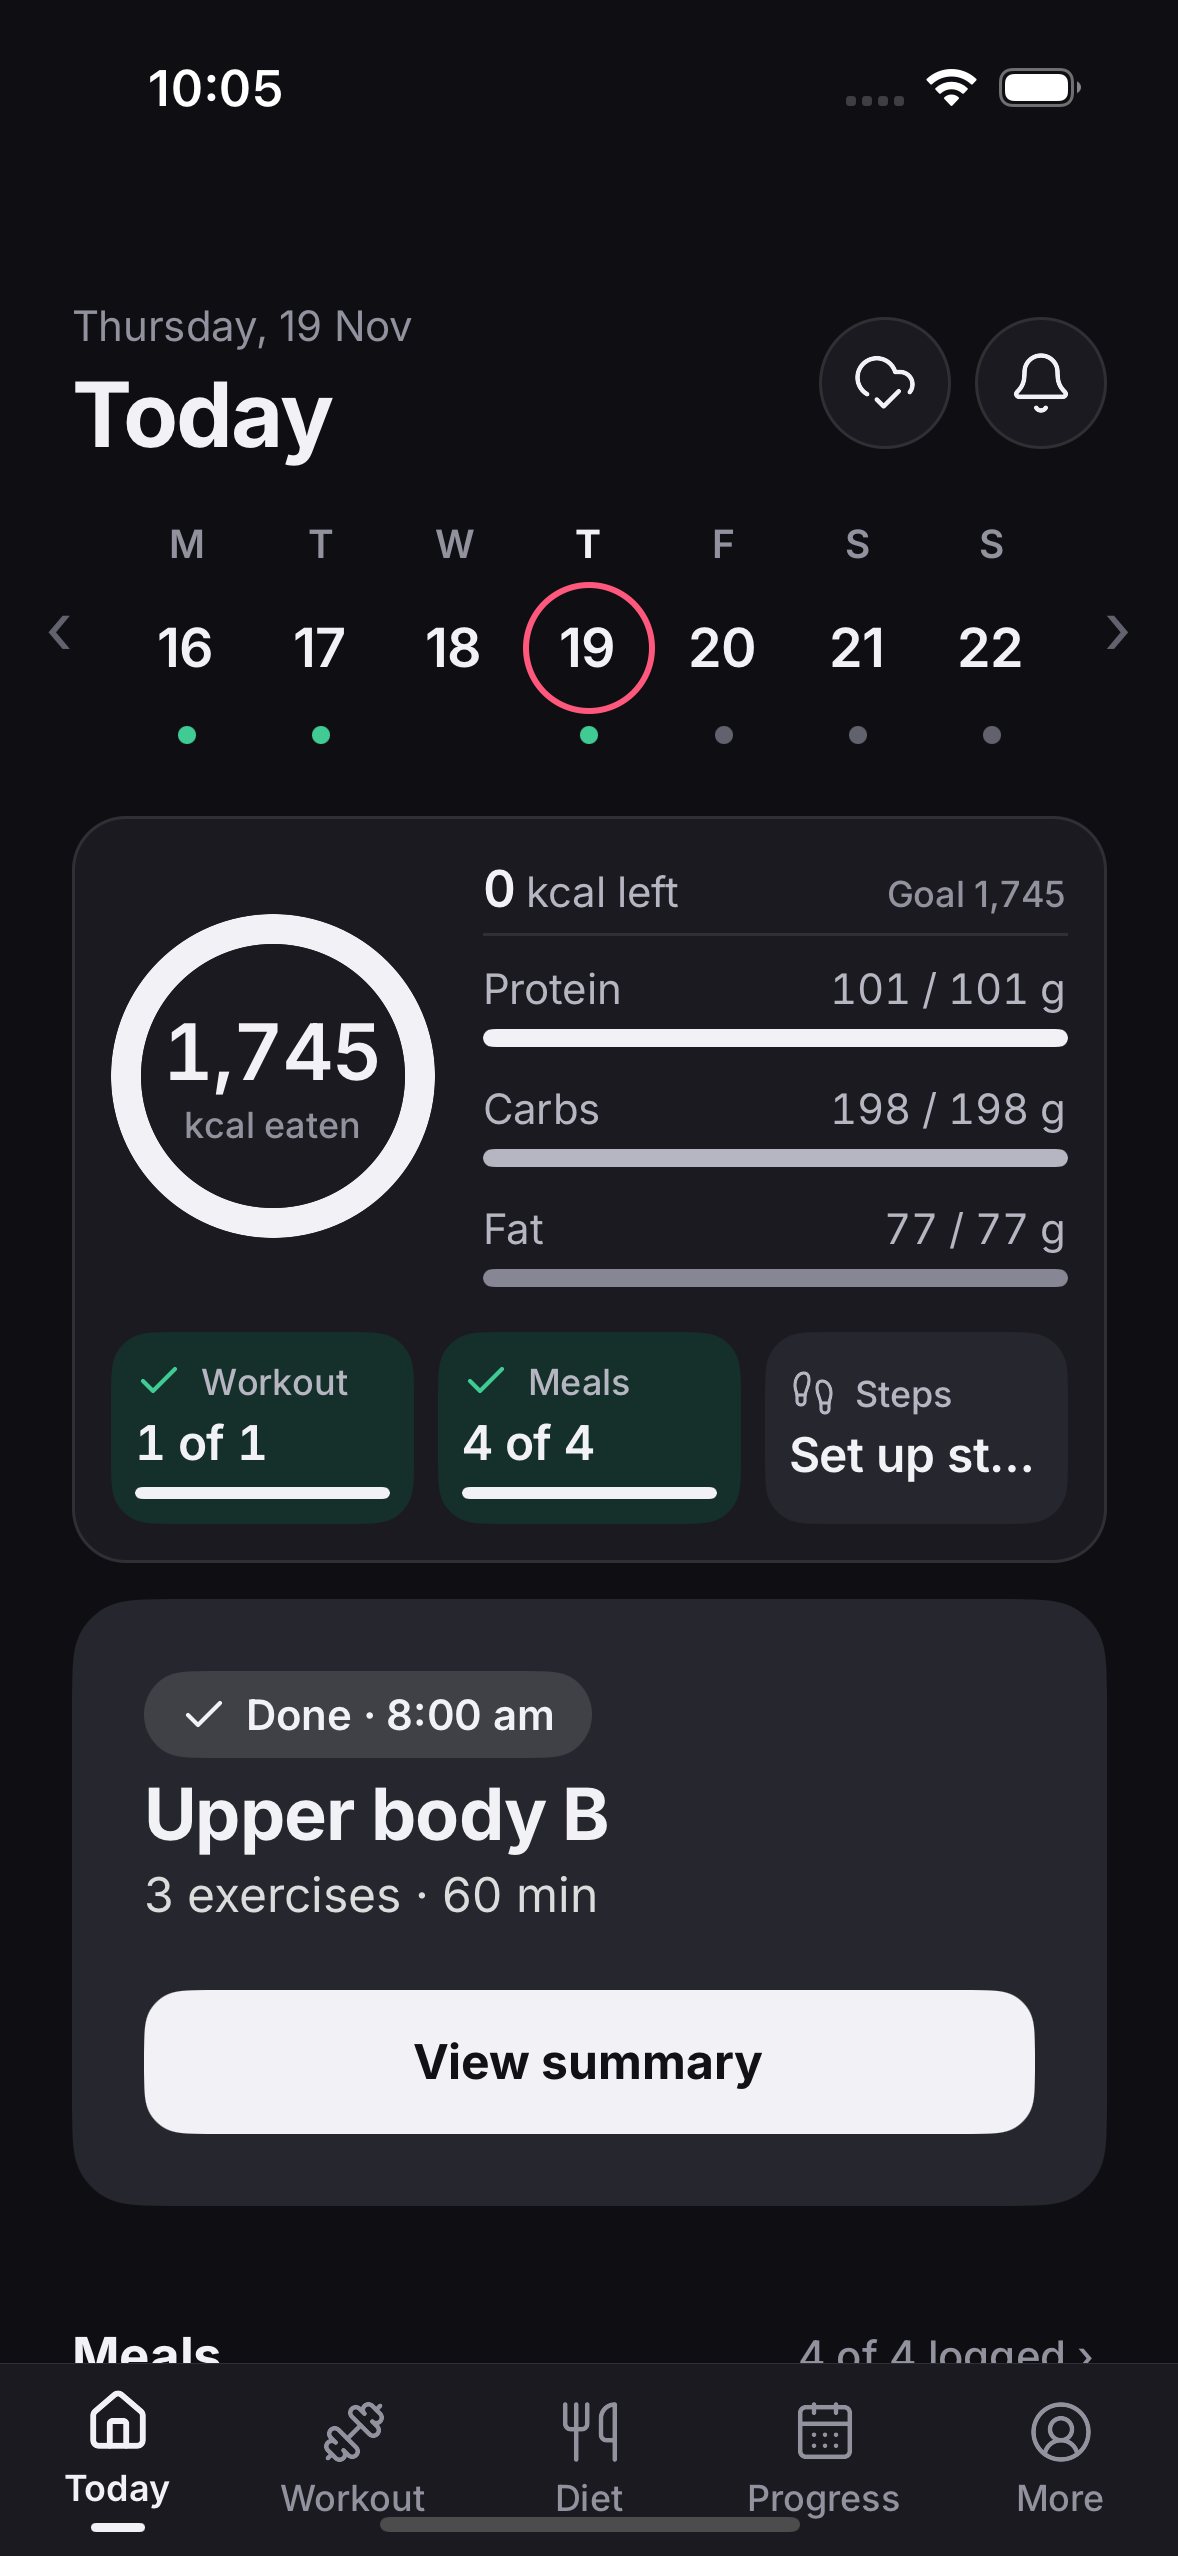 10:05
Thursday, 19 Nov
Today
M T W T F S S
‹ 16 17 18 19 20 21 22 ›
0 kcal left Goal 1,745
1,745
kcal eaten
Protein 101 / 101 g
Carbs 198 / 198 g
Fat 77 / 77 g
Workout
1 of 1
Meals
4 of 4
Steps
Set up st...
Done · 8:00 am
Upper body B
3 exercises · 60 min
View summary
Meals 4 of 4 logged ›
Today Workout Diet Progress More